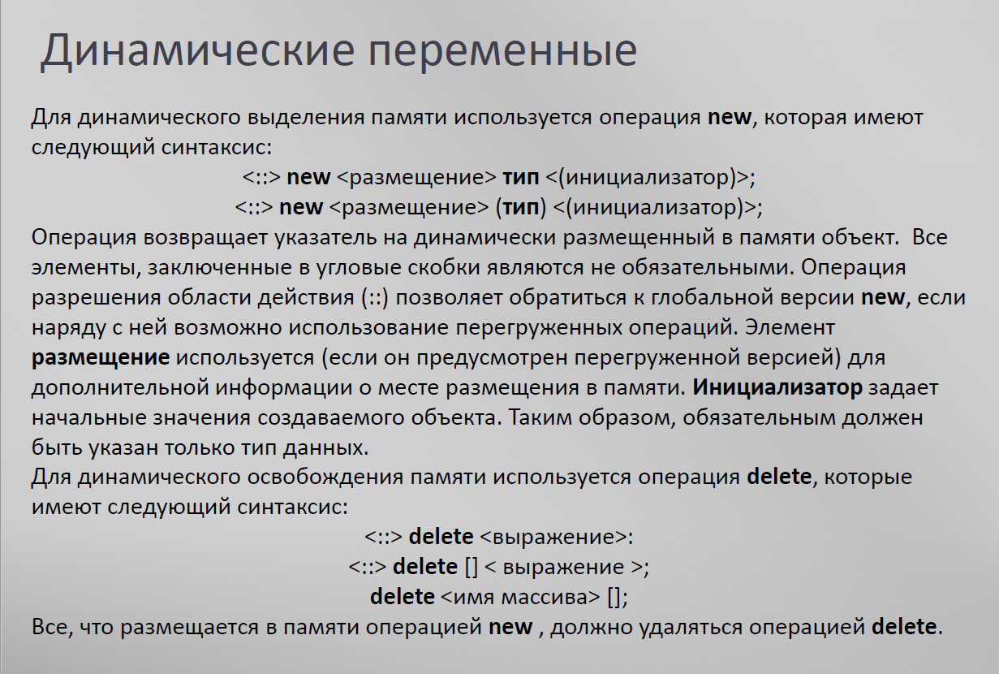 Динамические переменные
Для динамического выделения памяти используется операция new, которая имеют
следующий синтаксис:
<::> new <размещение> тип <(инициализатор)>;
<::> new <размещение> (тип) <(инициализатор)>;
Операция возвращает указатель на динамически размещенный в памяти объект.  Все
элементы, заключенные в угловые скобки являются не обязательными. Операция
разрешения области действия (::) позволяет обратиться к глобальной версии new, если
наряду с ней возможно использование перегруженных операций. Элемент
размещение используется (если он предусмотрен перегруженной версией) для
дополнительной информации о месте размещения в памяти. Инициализатор задает
начальные значения создаваемого объекта. Таким образом, обязательным должен
быть указан только тип данных.
Для динамического освобождения памяти используется операция delete, которые
имеют следующий синтаксис:
<::> delete <выражение>:
<::> delete [] < выражение >;
delete <имя массива> [];
Все, что размещается в памяти операцией new , должно удаляться операцией delete.